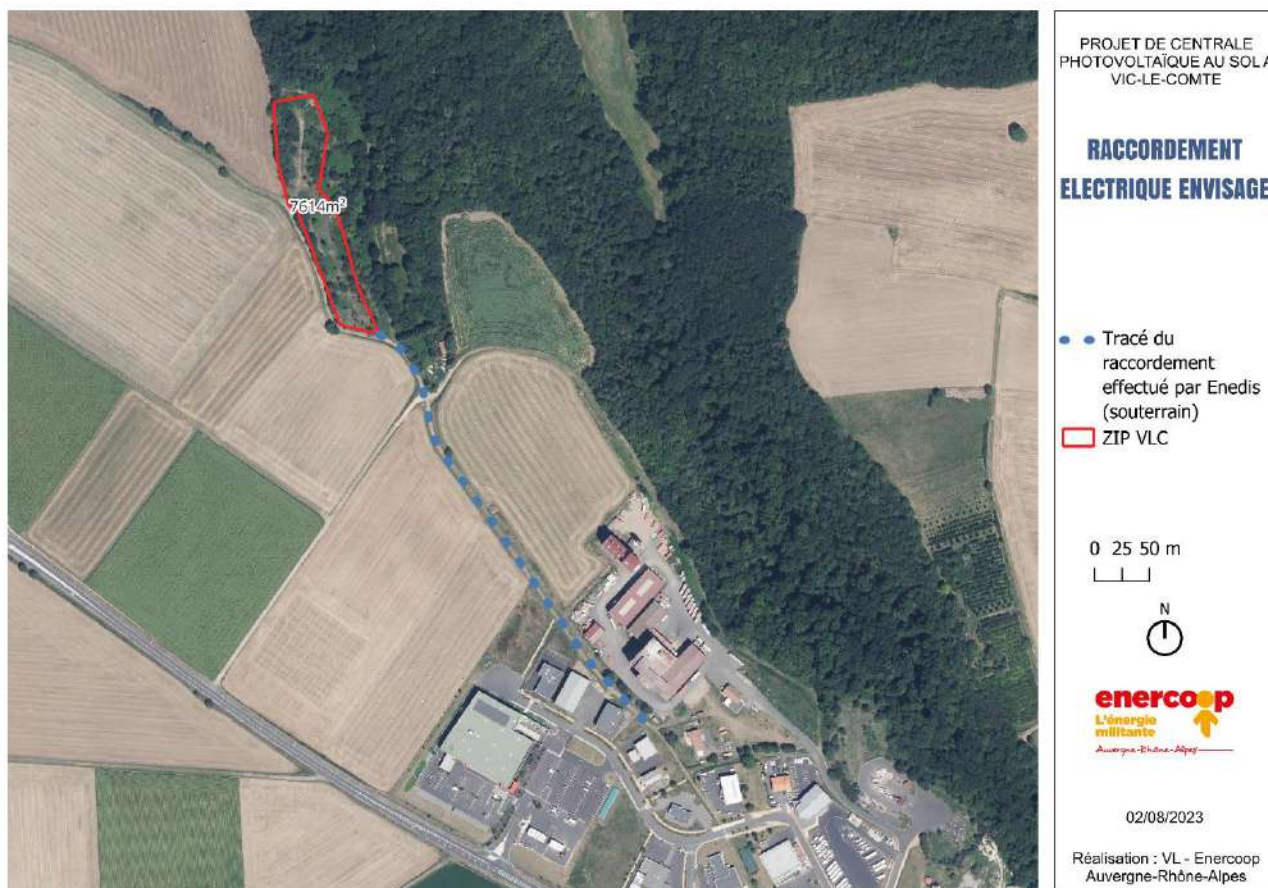 7614m²
PROJET DE CENTRALE
PHOTOVOLTAÏQUE AU SOL A
VIC-LE-COMTE
RACCORDEMENT
ELECTRIQUE ENVISAGE
Tracé du
raccordement
effectué par Enedis
(souterrain)
ZIP VLC
0 25 50 m
N
enercoop
L'énergie
militante
Auvergne-Rhône-Alpes
02/08/2023
Réalisation : VL - Enercoop
Auvergne-Rhône-Alpes